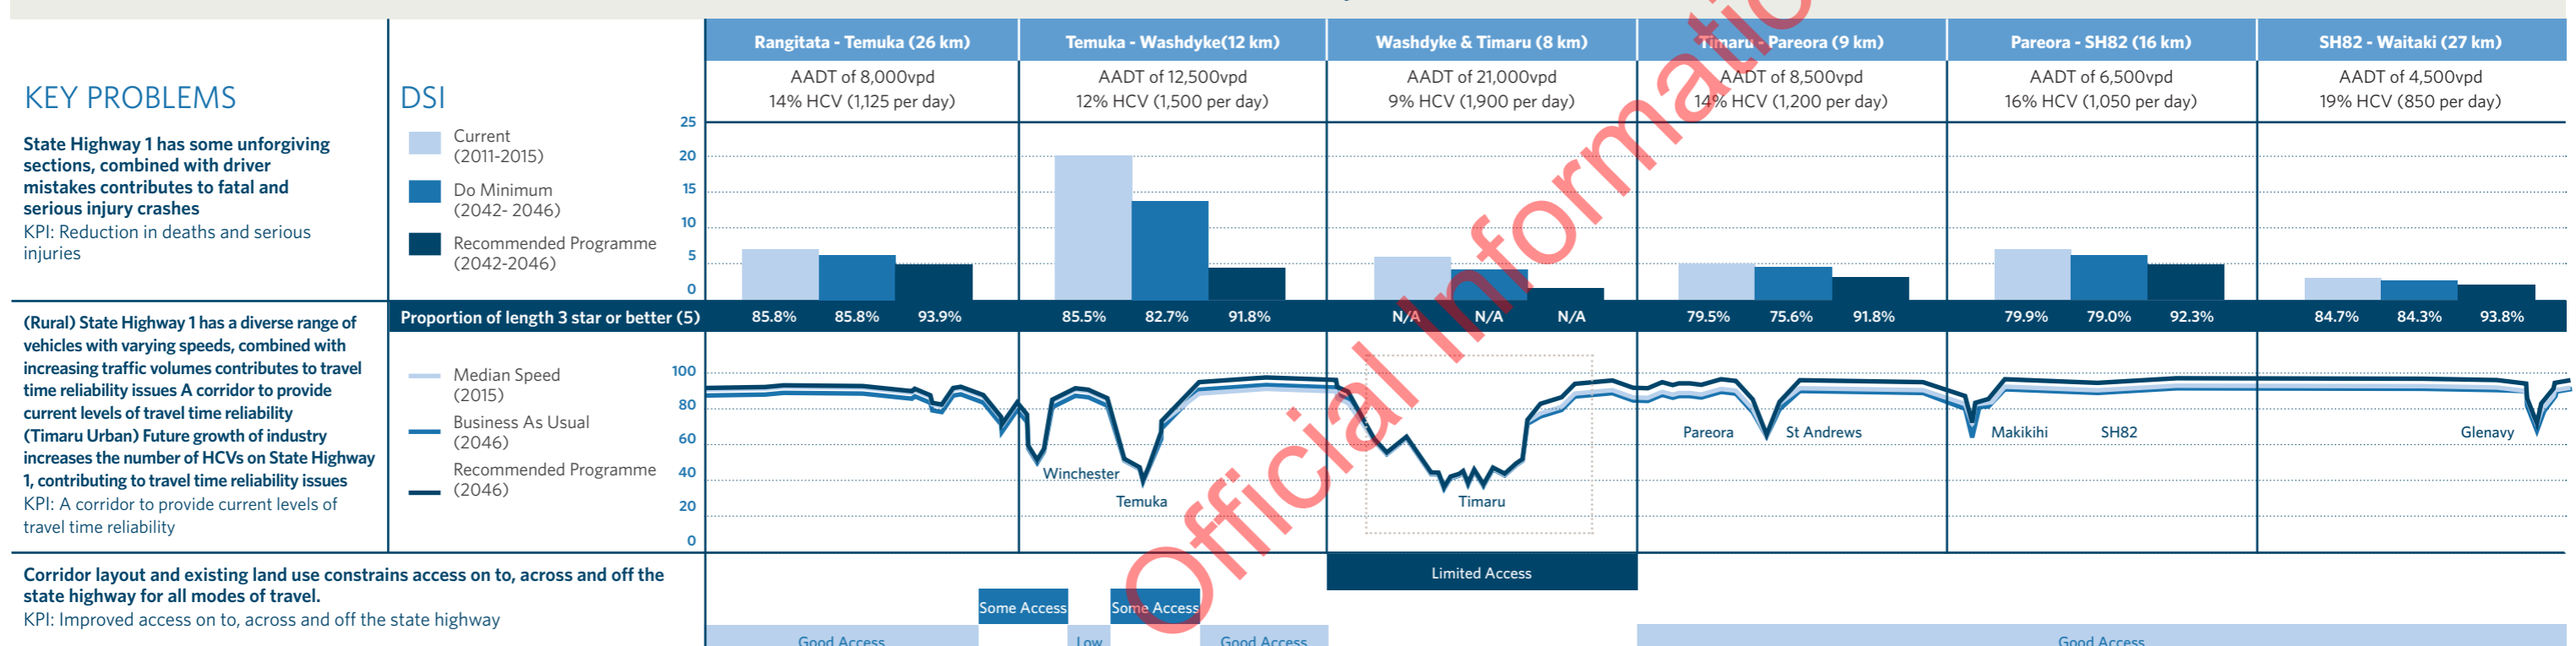 Rangitata - Temuka (26 km)
Temuka - Washdyke(12 km)
Washdyke & Timaru (8 km)
Timaru - Pareora (9 km)
Pareora - SH82 (16 km)
SH82 - Waitaki (27 km)
AADT of 8,000vpd
14% HCV (1,125 per day)
AADT of 12,500vpd
12% HCV (1,500 per day)
AADT of 21,000vpd
9% HCV (1,900 per day)
AADT of 8,500vpd
14% HCV (1,200 per day)
AADT of 6,500vpd
16% HCV (1,050 per day)
AADT of 4,500vpd
19% HCV (850 per day)
KEY PROBLEMS
State Highway 1 has some unforgiving
sections, combined with driver
mistakes contributes to fatal and
serious injury crashes
KPI: Reduction in deaths and serious
injuries
DSI
Current
(2011-2015)
Do Minimum
(2042- 2046)
Recommended Programme
(2042-2046)
25
20
15
10
5
0
Proportion of length 3 star or better (5)
85.8% 85.8% 93.9%
85.5% 82.7% 91.8%
N/A N/A N/A
79.5% 75.6% 91.8%
79.9% 79.0% 92.3%
84.7% 84.3% 93.8%
(Rural) State Highway 1 has a diverse range of
vehicles with varying speeds, combined with
increasing traffic volumes contributes to travel
time reliability issues A corridor to provide
current levels of travel time reliability
(Timaru Urban) Future growth of industry
increases the number of HCVs on State Highway
1, contributing to travel time reliability issues
KPI: A corridor to provide current levels of
travel time reliability
Median Speed
(2015)
Business As Usual
(2046)
Recommended Programme
(2046)
100
80
60
40
20
0
Winchester
Temuka
Timaru
Pareora
St Andrews
Makikihi
SH82
Glenavy
Corridor layout and existing land use constrains access on to, across and off the
state highway for all modes of travel.
KPI: Improved access on to, across and off the state highway
Limited Access
Some Access
Some Access
Good Access
Low
Good Access
Good Access
Official Informatio